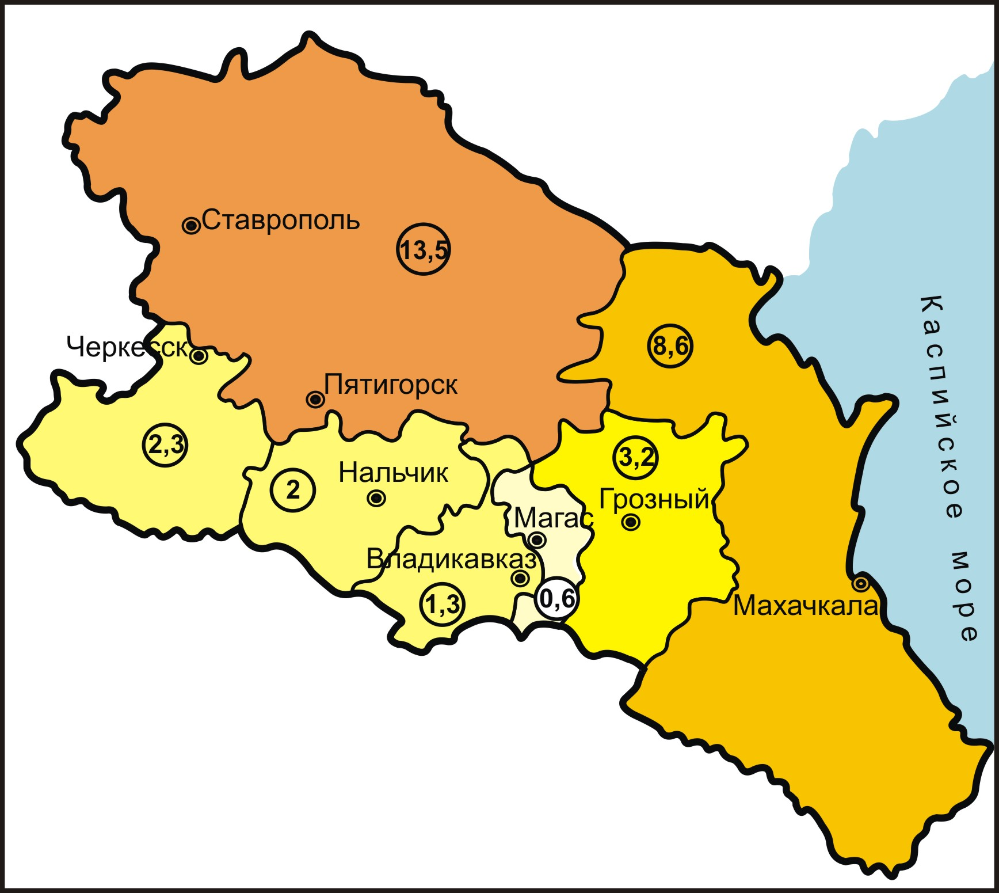 Ставрополь
13,5
Черкесск
8,6
Пятигорск
2,3
3,2
Нальчик
2
Грозный
Магас
Владикавказ
1,3
0,6
Махачкала
Каспийское море